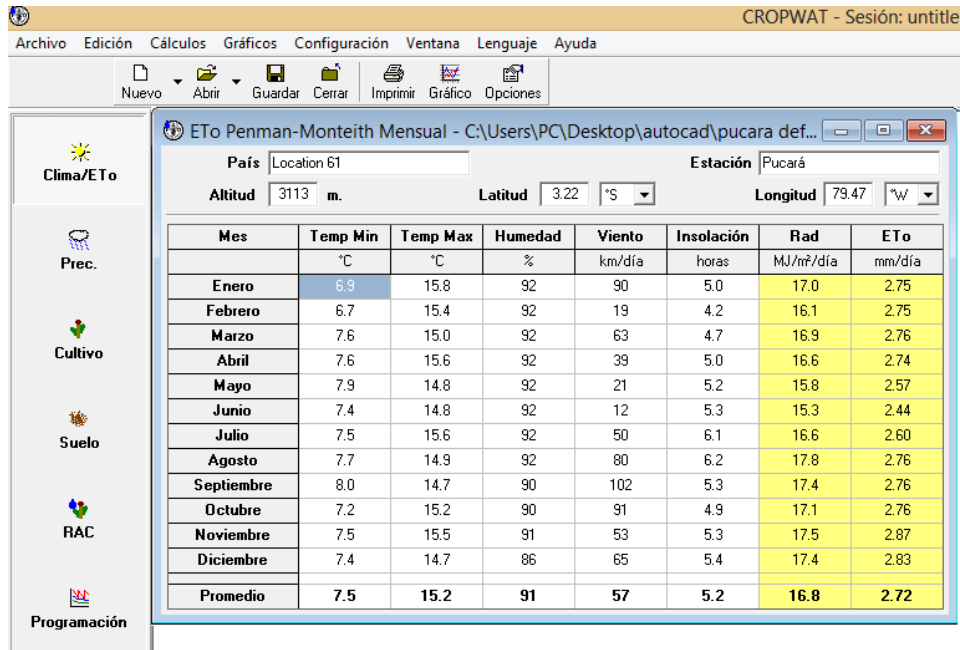 CROPWAT - Sesión: untitle
Archivo Edición Cálculos Gráficos Configuración Ventana Lenguaje Ayuda
Nuevo Abrir Guardar Cerrar Imprimir Gráfico Opciones
Clima/ETo
Prec.
Cultivo
Suelo
RAC
Programación
ETo Penman-Monteith Mensual - C:\Users\PC\Desktop\autocad\pucara def...
País Location 61 Estación Pucará
Altitud 3113 m. Latitud 3.22 °S Longitud 79.47 °W
Mes Temp Min Temp Max Humedad Viento Insolación Rad ETo
°C °C % km/día horas MJ/m²/día mm/día
Enero 6.9 15.8 92 90 5.0 17.0 2.75
Febrero 6.7 15.4 92 19 4.2 16.1 2.75
Marzo 7.6 15.0 92 63 4.7 16.9 2.76
Abril 7.6 15.6 92 39 5.0 16.6 2.74
Mayo 7.9 14.8 92 21 5.2 15.8 2.57
Junio 7.4 14.8 92 12 5.3 15.3 2.44
Julio 7.5 15.6 92 50 6.1 16.6 2.60
Agosto 7.7 14.9 92 80 6.2 17.8 2.76
Septiembre 8.0 14.7 90 102 5.3 17.4 2.76
Octubre 7.2 15.2 90 91 4.9 17.1 2.76
Noviembre 7.5 15.5 91 53 5.3 17.5 2.87
Diciembre 7.4 14.7 86 65 5.4 17.4 2.83
Promedio 7.5 15.2 91 57 5.2 16.8 2.72